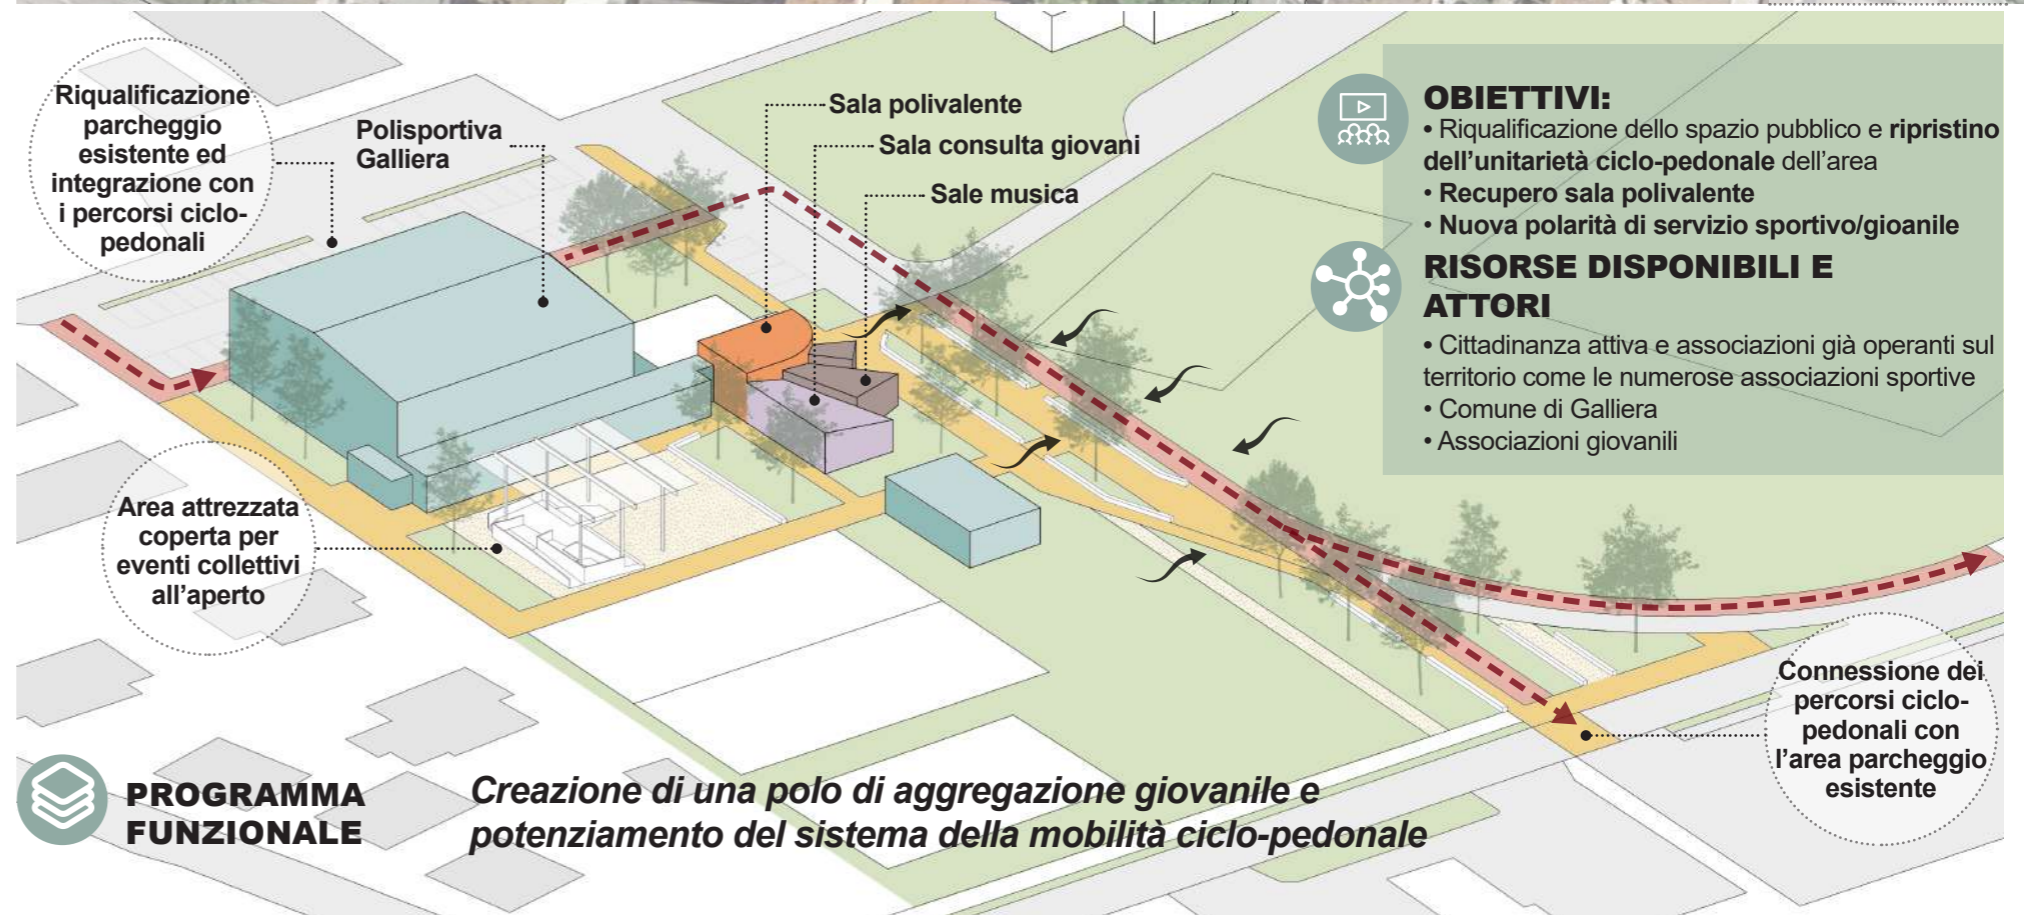 Riqualificazione
parcheggio
esistente ed
integrazione con
i percorsi ciclo-
pedonali
Polisportiva
Galliera
Sala polivalente
Sala consulta giovani
Sale musica
OBIETTIVI:
• Riqualificazione dello spazio pubblico e ripristino
dell’unitarietà ciclo-pedonale dell’area
• Recupero sala polivalente
• Nuova polarità di servizio sportivo/gioanile
RISORSE DISPONIBILI E
ATTORI
• Cittadinanza attiva e associazioni già operanti sul
territorio come le numerose associazioni sportive
• Comune di Galliera
• Associazioni giovanili
Area attrezzata
coperta per
eventi collettivi
all’aperto
Connessione dei
percorsi ciclo-
pedonali con
l’area parcheggio
esistente
PROGRAMMA
FUNZIONALE
Creazione di una polo di aggregazione giovanile e
potenziamento del sistema della mobilità ciclo-pedonale